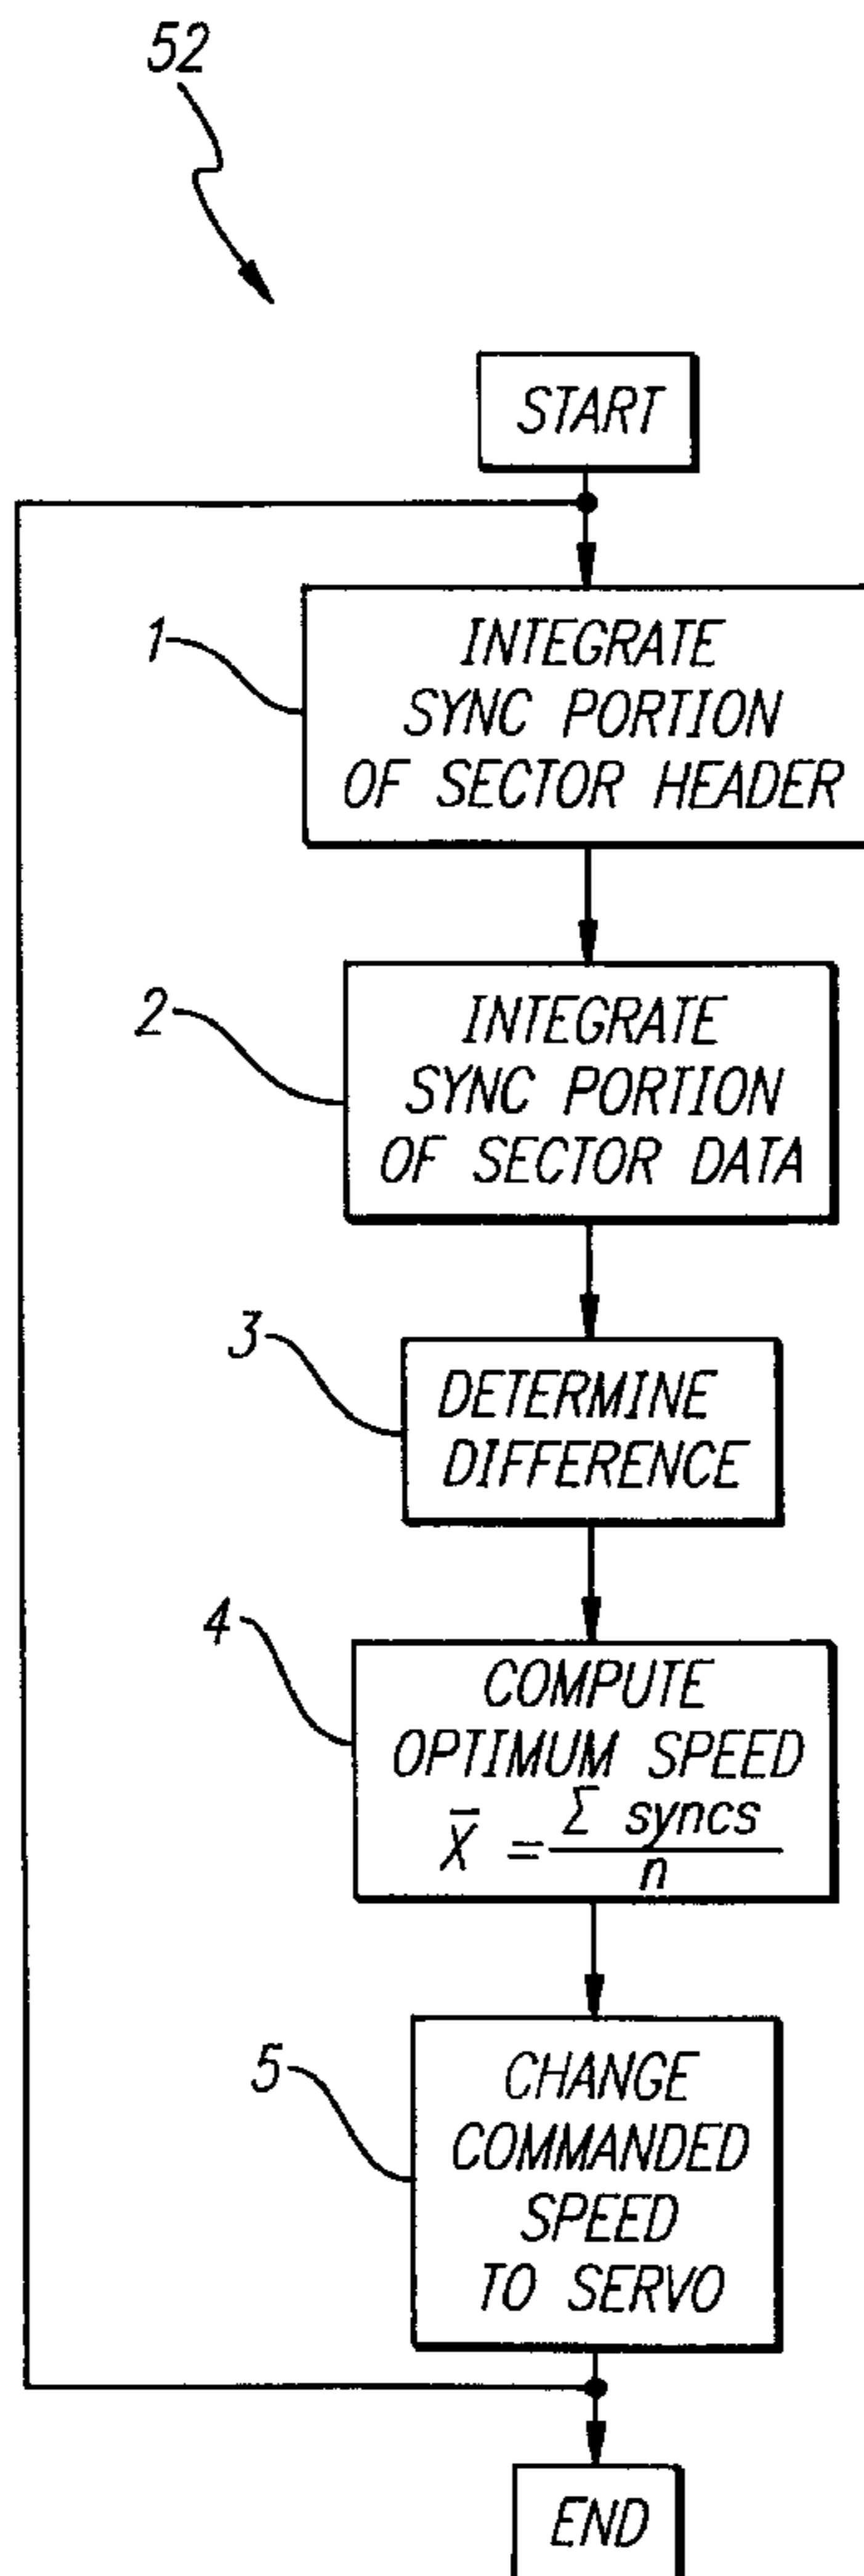 52
START
1
INTEGRATE
SYNC PORTION
OF SECTOR HEADER
2
INTEGRATE
SYNC PORTION
OF SECTOR DATA
3
DETERMINE
DIFFERENCE
4
COMPUTE
OPTIMUM SPEED
X̄ = Σ syncs / n
5
CHANGE
COMMANDED
SPEED
TO SERVO
END